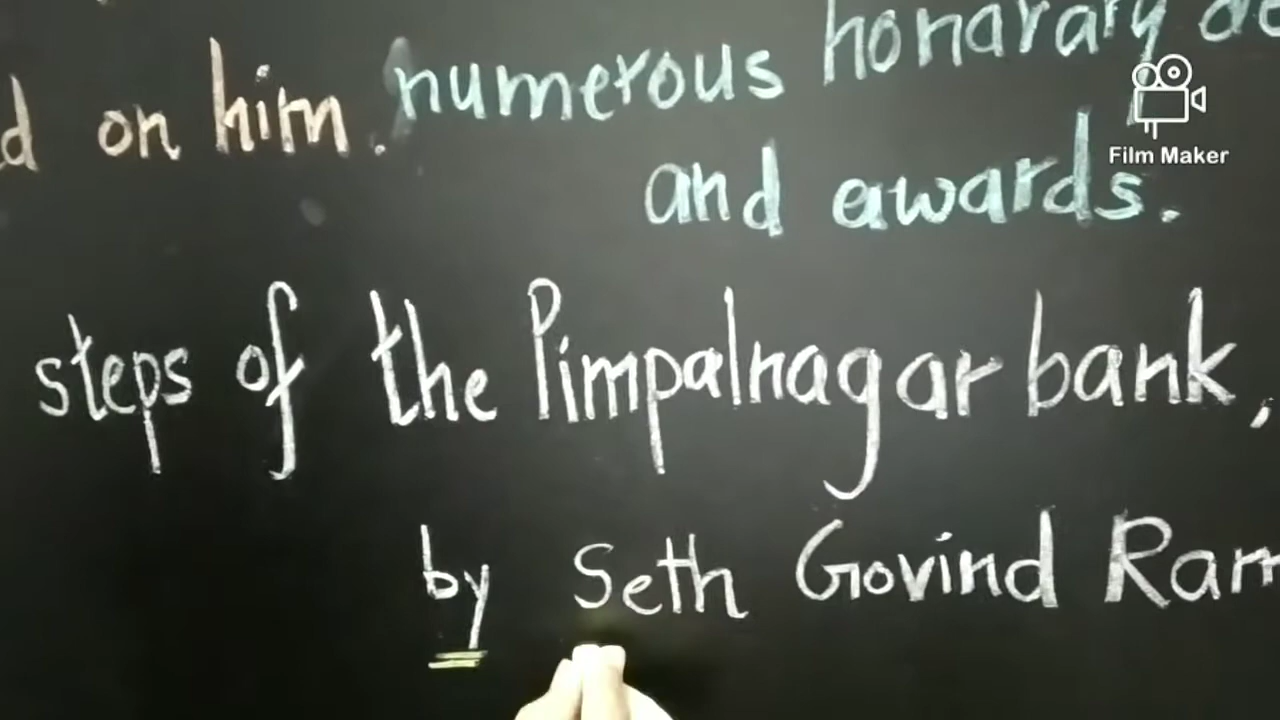 d on him. numerous honarary de
and awards.
Film Maker
steps of the Pimpalnagar bank,
by Seth Govind Ram